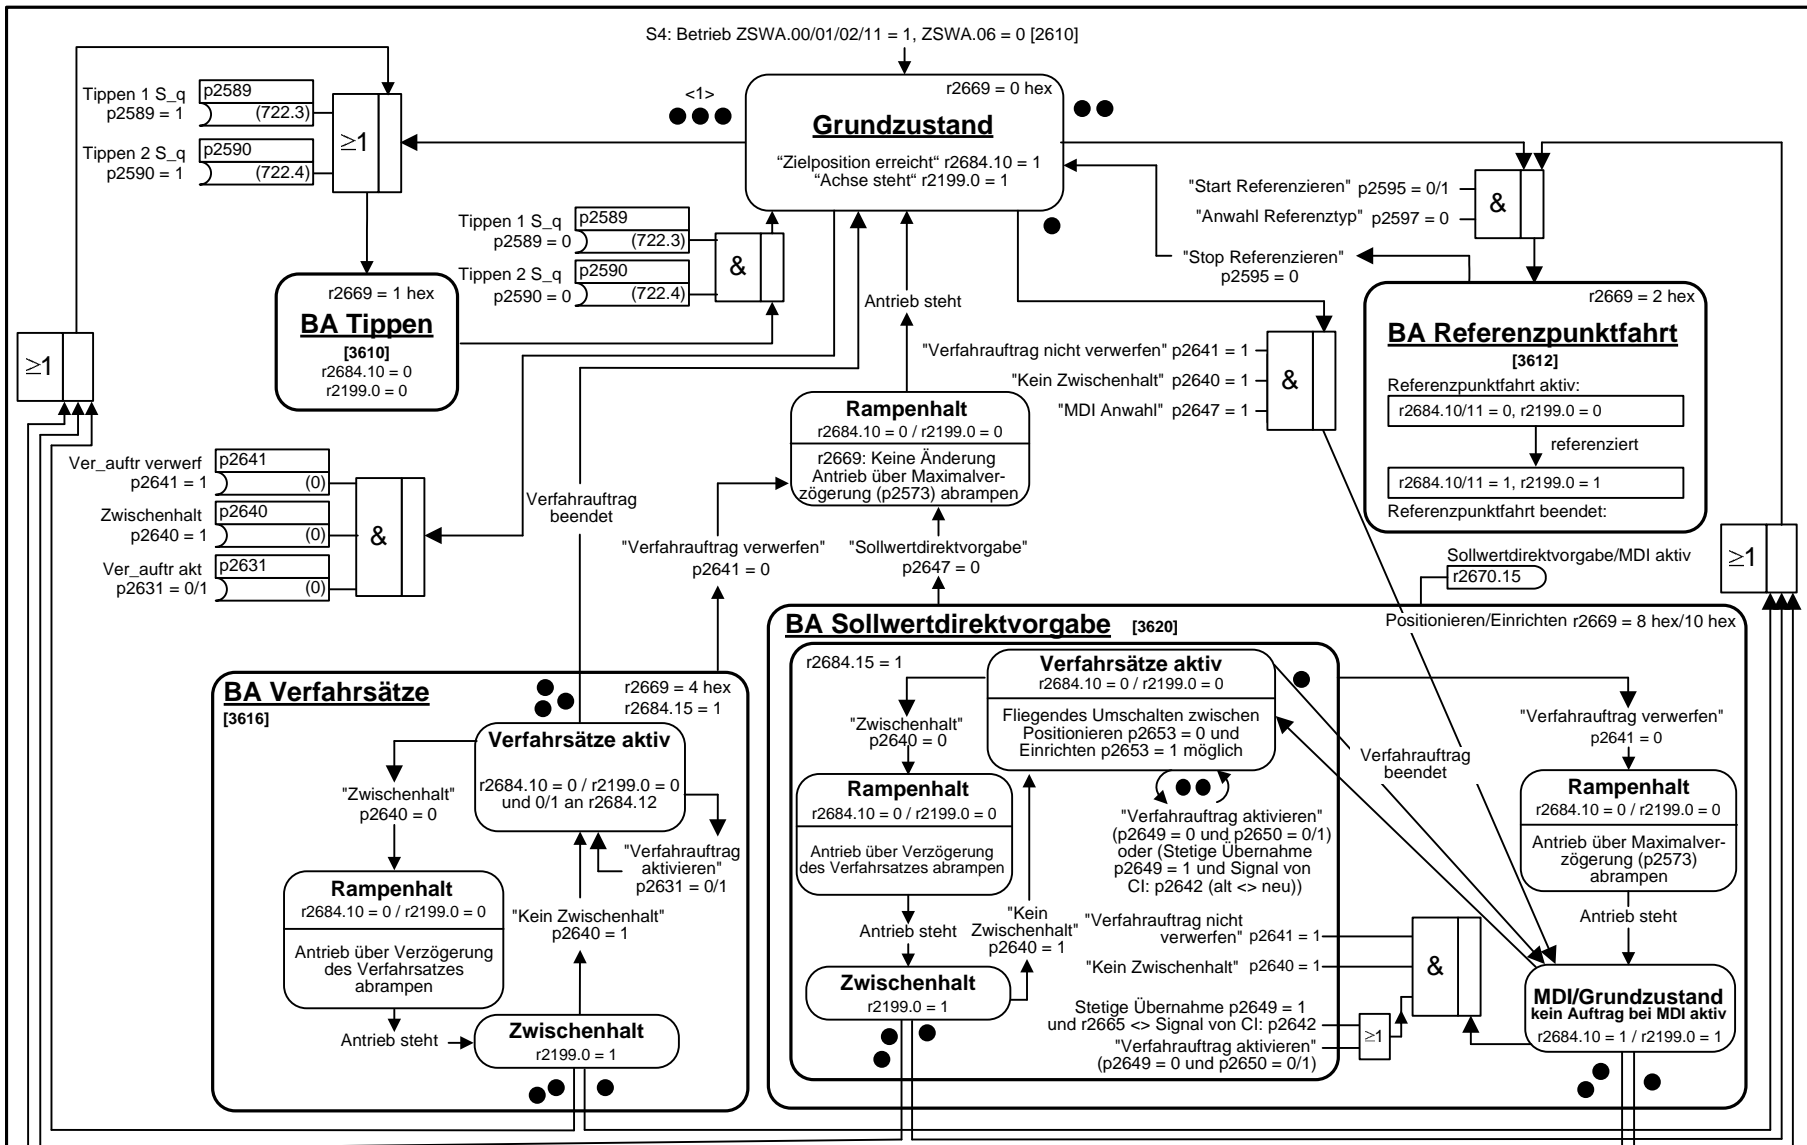 S4: Betrieb ZSWA.00/01/02/11 = 1, ZSWA.06 = 0 [2610]
<1>
r2669 = 0 hex
Grundzustand
“Zielposition erreicht“ r2684.10 = 1
“Achse steht“ r2199.0 = 1
Tippen 1 S_q
p2589 = 1
p2589
(722.3)
Tippen 2 S_q
p2590 = 1
p2590
(722.4)
≥1
Tippen 1 S_q
p2589 = 0
p2589
(722.3)
Tippen 2 S_q
p2590 = 0
p2590
(722.4)
&
"Start Referenzieren" p2595 = 0/1
"Anwahl Referenztyp" p2597 = 0
&
"Stop Referenzieren"
p2595 = 0
r2669 = 1 hex
BA Tippen
[3610]
r2684.10 = 0
r2199.0 = 0
≥1
Antrieb steht
r2669 = 2 hex
BA Referenzpunktfahrt
[3612]
Referenzpunktfahrt aktiv:
r2684.10/11 = 0, r2199.0 = 0
referenziert
r2684.10/11 = 1, r2199.0 = 1
Referenzpunktfahrt beendet:
"Verfahrauftrag nicht verwerfen" p2641 = 1
"Kein Zwischenhalt" p2640 = 1
"MDI Anwahl" p2647 = 1
&
Rampenhalt
r2684.10 = 0 / r2199.0 = 0
r2669: Keine Änderung
Antrieb über Maximalver-
zögerung (p2573) abrampen
Ver_auftr verwerf
p2641 = 1
p2641
(0)
Zwischenhalt
p2640 = 1
p2640
(0)
Ver_auftr akt
p2631 = 0/1
p2631
(0)
&
Verfahrauftrag
beendet
"Verfahrauftrag verwerfen"
p2641 = 0
"Sollwertdirektvorgabe"
p2647 = 0
Sollwertdirektvorgabe/MDI aktiv
r2670.15
≥1
BA Verfahrsätze
[3616]
r2669 = 4 hex
r2684.15 = 1
Verfahrsätze aktiv
r2684.10 = 0 / r2199.0 = 0
und 0/1 an r2684.12
"Zwischenhalt"
p2640 = 0
"Verfahrauftrag
aktivieren"
p2631 = 0/1
Rampenhalt
r2684.10 = 0 / r2199.0 = 0
Antrieb über Verzögerung
des Verfahrsatzes
abrampen
"Kein Zwischenhalt"
p2640 = 1
Antrieb steht
Zwischenhalt
r2199.0 = 1
BA Sollwertdirektvorgabe [3620]
Positionieren/Einrichten r2669 = 8 hex/10 hex
r2684.15 = 1
Verfahrsätze aktiv
r2684.10 = 0 / r2199.0 = 0
Fliegendes Umschalten zwischen
Positionieren p2653 = 0 und
Einrichten p2653 = 1 möglich
"Zwischenhalt"
p2640 = 0
Rampenhalt
r2684.10 = 0 / r2199.0 = 0
Antrieb über Verzögerung
des Verfahrsatzes abrampen
Antrieb steht
Zwischenhalt
r2199.0 = 1
"Kein
Zwischenhalt"
p2640 = 1
"Verfahrauftrag aktivieren"
(p2649 = 0 und p2650 = 0/1)
oder (Stetige Übernahme
p2649 = 1 und Signal von
CI: p2642 (alt <> neu))
"Verfahrauftrag nicht
verwerfen" p2641 = 1
"Kein Zwischenhalt" p2640 = 1
Stetige Übernahme p2649 = 1
und r2665 <> Signal von CI: p2642
"Verfahrauftrag aktivieren"
(p2649 = 0 und p2650 = 0/1)
≥1
&
Verfahrauftrag
beendet
"Verfahrauftrag verwerfen"
p2641 = 0
Rampenhalt
r2684.10 = 0 / r2199.0 = 0
Antrieb über Maximalver-
zögerung (p2573)
abrampen
Antrieb steht
MDI/Grundzustand
kein Auftrag bei MDI aktiv
r2684.10 = 1 / r2199.0 = 1